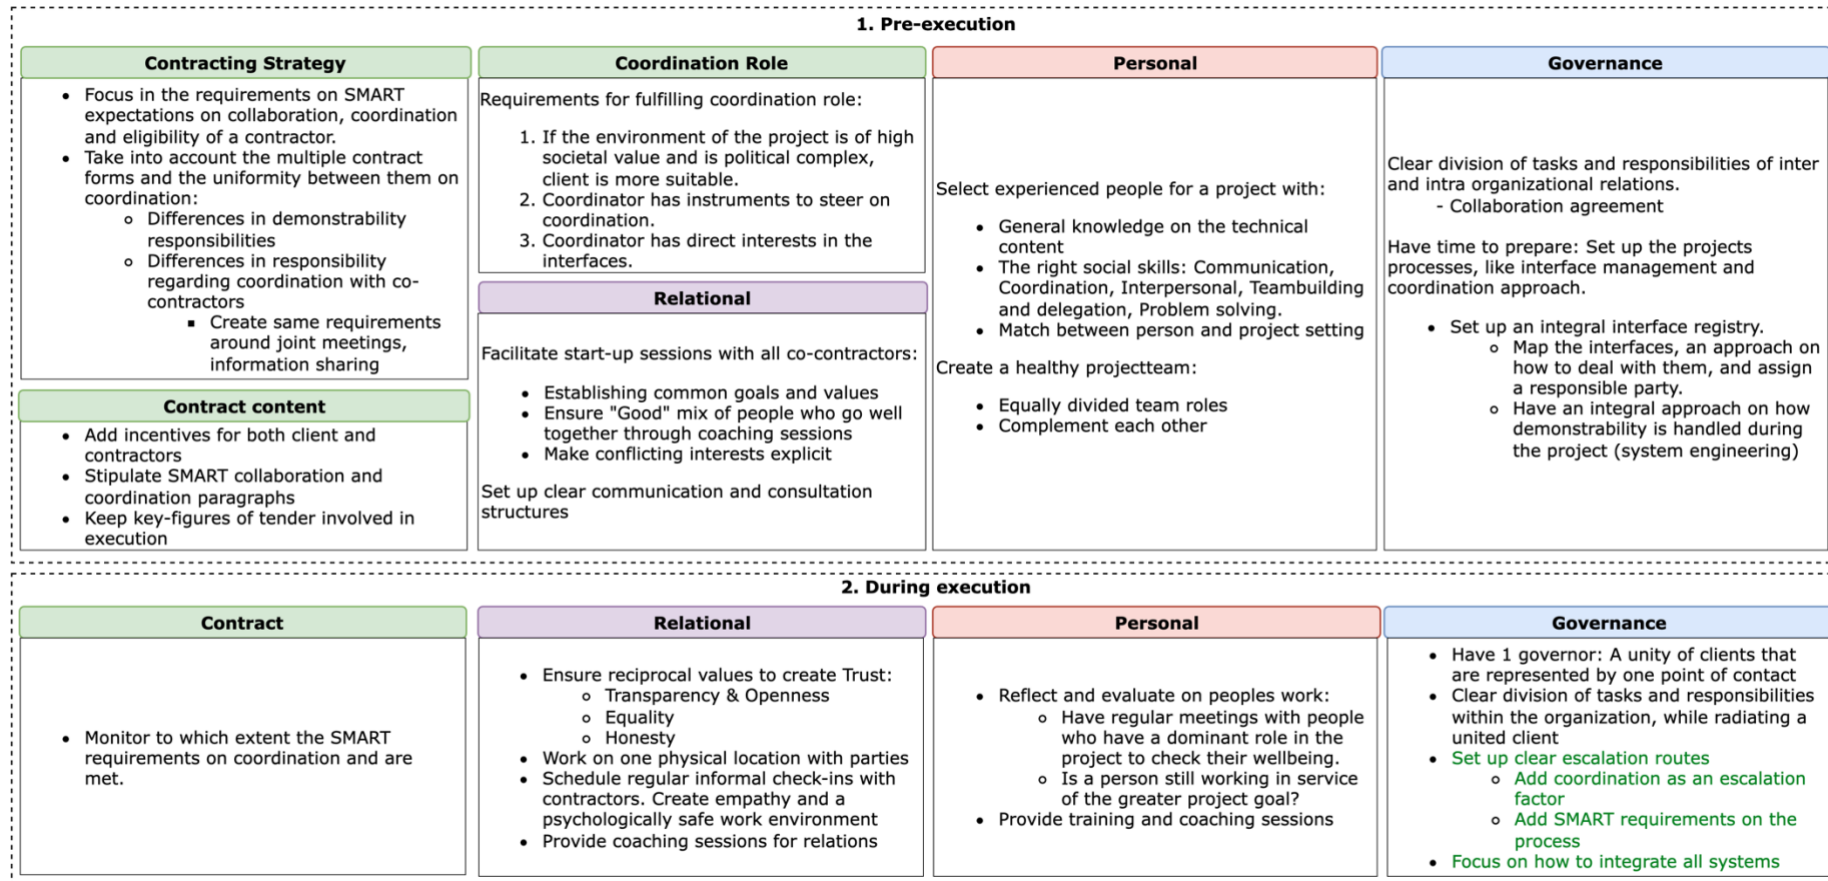 1. Pre-execution
Contracting Strategy
• Focus in the requirements on SMART
expectations on collaboration, coordination
and eligibility of a contractor.
• Take into account the multiple contract
forms and the uniformity between them on
coordination:
○ Differences in demonstrability
responsibilities
○ Differences in responsibility
regarding coordination with co-
contractors
▪ Create same requirements
around joint meetings,
information sharing
Contract content
• Add incentives for both client and
contractors
• Stipulate SMART collaboration and
coordination paragraphs
• Keep key-figures of tender involved in
execution
Coordination Role
Requirements for fulfilling coordination role:
1. If the environment of the project is of high
societal value and is political complex,
client is more suitable.
2. Coordinator has instruments to steer on
coordination.
3. Coordinator has direct interests in the
interfaces.
Relational
Facilitate start-up sessions with all co-contractors:
• Establishing common goals and values
• Ensure "Good" mix of people who go well
together through coaching sessions
• Make conflicting interests explicit
Set up clear communication and consultation
structures
Personal
Select experienced people for a project with:
• General knowledge on the technical
content
• The right social skills: Communication,
Coordination, Interpersonal, Teambuilding
and delegation, Problem solving.
• Match between person and project setting
Create a healthy projectteam:
• Equally divided team roles
• Complement each other
Governance
Clear division of tasks and responsibilities of inter
and intra organizational relations.
- Collaboration agreement
Have time to prepare: Set up the projects
processes, like interface management and
coordination approach.
• Set up an integral interface registry.
○ Map the interfaces, an approach on
how to deal with them, and assign
a responsible party.
○ Have an integral approach on how
demonstrability is handled during
the project (system engineering)
2. During execution
Contract
• Monitor to which extent the SMART
requirements on coordination and are
met.
Relational
• Ensure reciprocal values to create Trust:
○ Transparency & Openness
○ Equality
○ Honesty
• Work on one physical location with parties
• Schedule regular informal check-ins with
contractors. Create empathy and a
psychologically safe work environment
• Provide coaching sessions for relations
Personal
• Reflect and evaluate on peoples work:
○ Have regular meetings with people
who have a dominant role in the
project to check their wellbeing.
○ Is a person still working in service
of the greater project goal?
• Provide training and coaching sessions
Governance
• Have 1 governor: A unity of clients that
are represented by one point of contact
• Clear division of tasks and responsibilities
within the organization, while radiating a
united client
• Set up clear escalation routes
○ Add coordination as an escalation
factor
○ Add SMART requirements on the
process
• Focus on how to integrate all systems